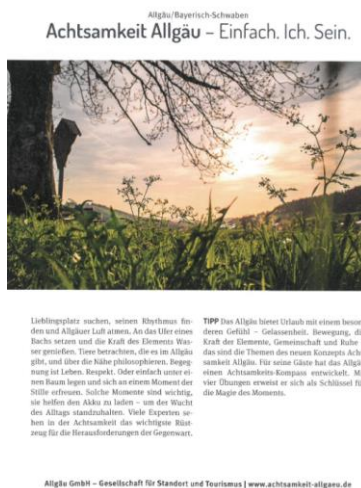 Allgäu/Bayerisch-Schwaben
Achtsamkeit Allgäu – Einfach. Ich. Sein.
Lieblingsplatz suchen, seinen Rhythmus fin-
den und Allgäuer Luft atmen. An das Ufer eines
Bachs setzen und die Kraft des Elements Was-
ser genießen. Tiere betrachten, die es im Allgäu
gibt, und über die Nähe philosophieren. Begeg-
nung ist Leben. Respekt. Oder einfach unter ei-
nen Baum legen und sich an einem Moment der
Stille erfreuen. Solche Momente sind wichtig,
sie helfen den Akku zu laden – um der Wucht
des Alltags standzuhalten. Viele Experten se-
hen in der Achtsamkeit das wichtigste Rüst-
zeug für die Herausforderungen der Gegenwart.
TIPP Das Allgäu bietet Urlaub mit einem beson
deren Gefühl – Gelassenheit. Bewegung, di
Kraft der Elemente, Gemeinschaft und Ruhe
das sind die Themen des neuen Konzepts Acht
samkeit Allgäu. Für seine Gäste hat das Allgä
einen Achtsamkeits-Kompass entwickelt. M
vier Übungen erweist er sich als Schlüssel fü
die Magie des Moments.
Allgäu GmbH – Gesellschaft für Standort und Tourismus | www.achtsamkeit-allgaeu.de